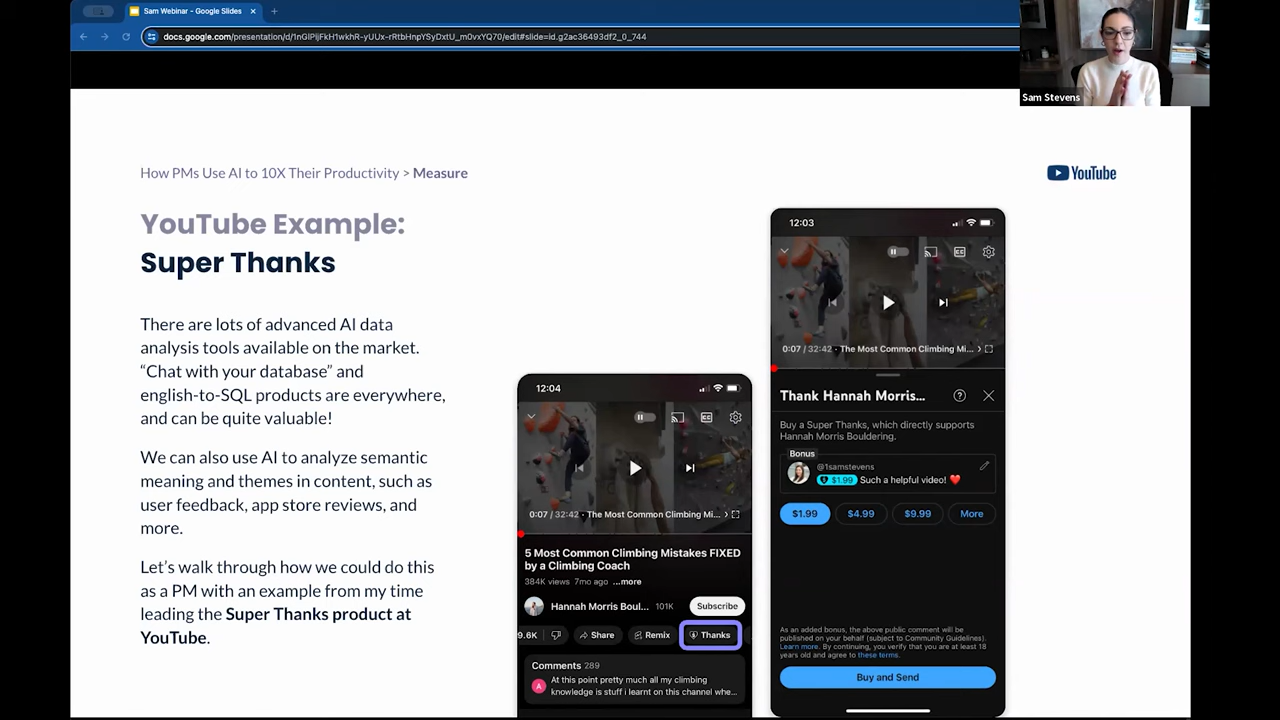 Sam Webinar - Google Slides
docs.google.com/presentation/d/1nGlPijFkH1wkhR-yUUx-rRtbHnpYSyDxtU_m0vxYQ70/edit#slide=id.g2ac36493df2_0_744
Sam Stevens
How PMs Use AI to 10X Their Productivity > Measure
YouTube
YouTube Example:
Super Thanks
There are lots of advanced AI data
analysis tools available on the market.
“Chat with your database” and
english-to-SQL products are everywhere,
and can be quite valuable!
We can also use AI to analyze semantic
meaning and themes in content, such as
user feedback, app store reviews, and
more.
Let’s walk through how we could do this
as a PM with an example from my time
leading the Super Thanks product at
YouTube.
12:04
CC
0:07 / 32:42 · The Most Common Climbing Mi...
5 Most Common Climbing Mistakes FIXED
by a Climbing Coach
384K views 7mo ago ...more
Hannah Morris Boul... 101K Subscribe
9.6K Share Remix Thanks
Comments 289
A
At this point pretty much all my climbing
knowledge is stuff i learnt on this channel whe...
12:03
CC
0:07 / 32:42 · The Most Common Climbing Mi...
Thank Hannah Morris...
Buy a Super Thanks, which directly supports
Hannah Morris Bouldering.
Bonus
@1samstevens
$1.99 Such a helpful video! ❤️
$1.99 $4.99 $9.99 More
As an added bonus, the above public comment will be
published on your behalf (subject to Community Guidelines).
Learn more. By continuing, you verify that you are at least 18
years old and agree to these terms.
Buy and Send